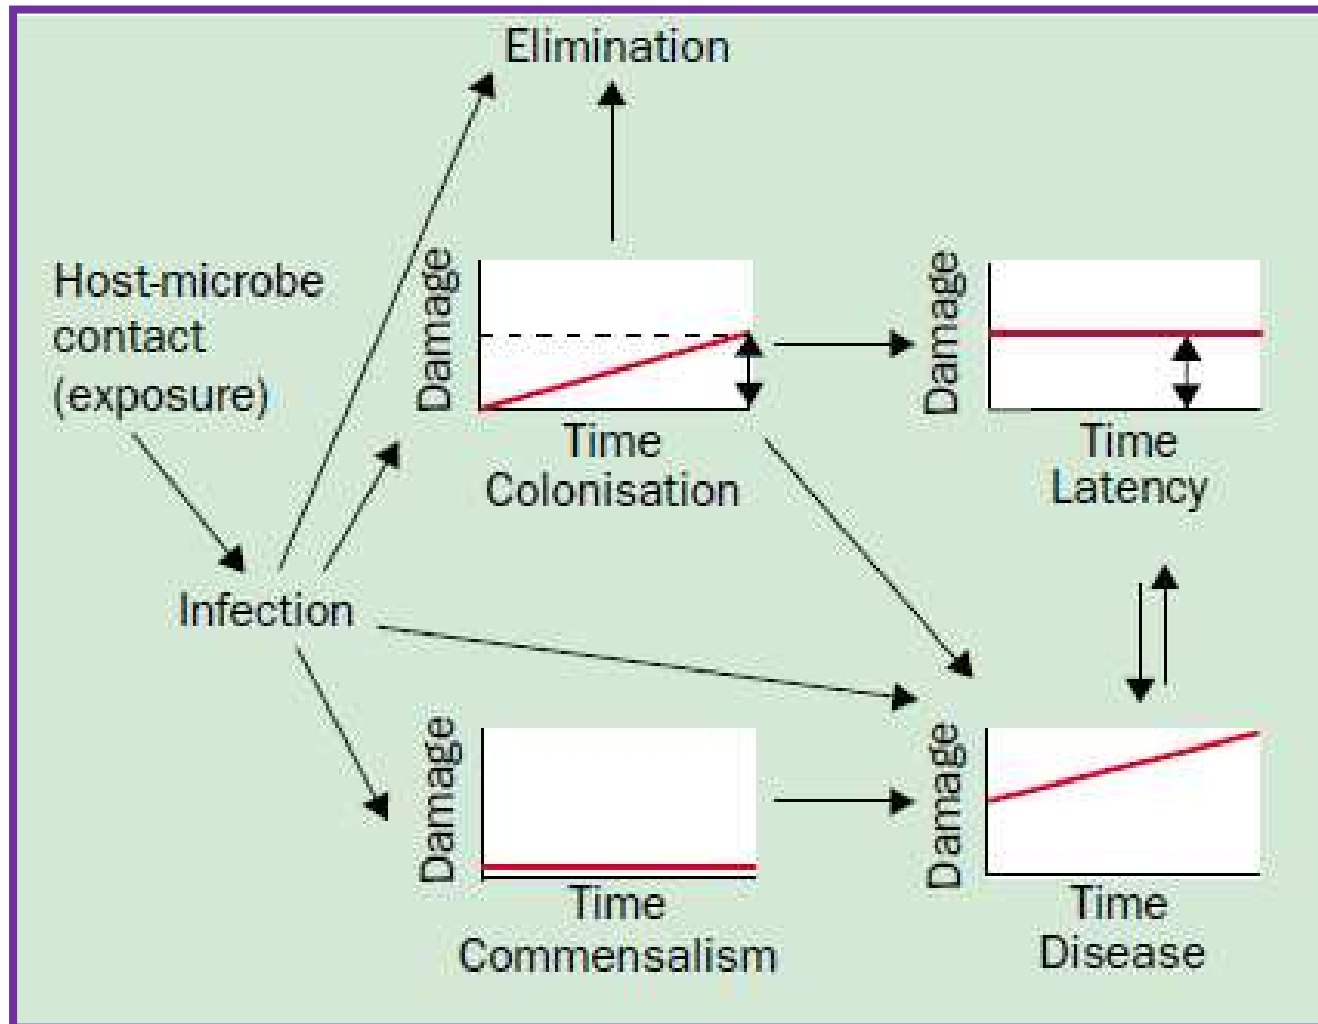 Elimination
Host-microbe
contact
(exposure)
Damage
Time
Colonisation
Damage
Time
Latency
Infection
Damage
Time
Commensalism
Damage
Time
Disease